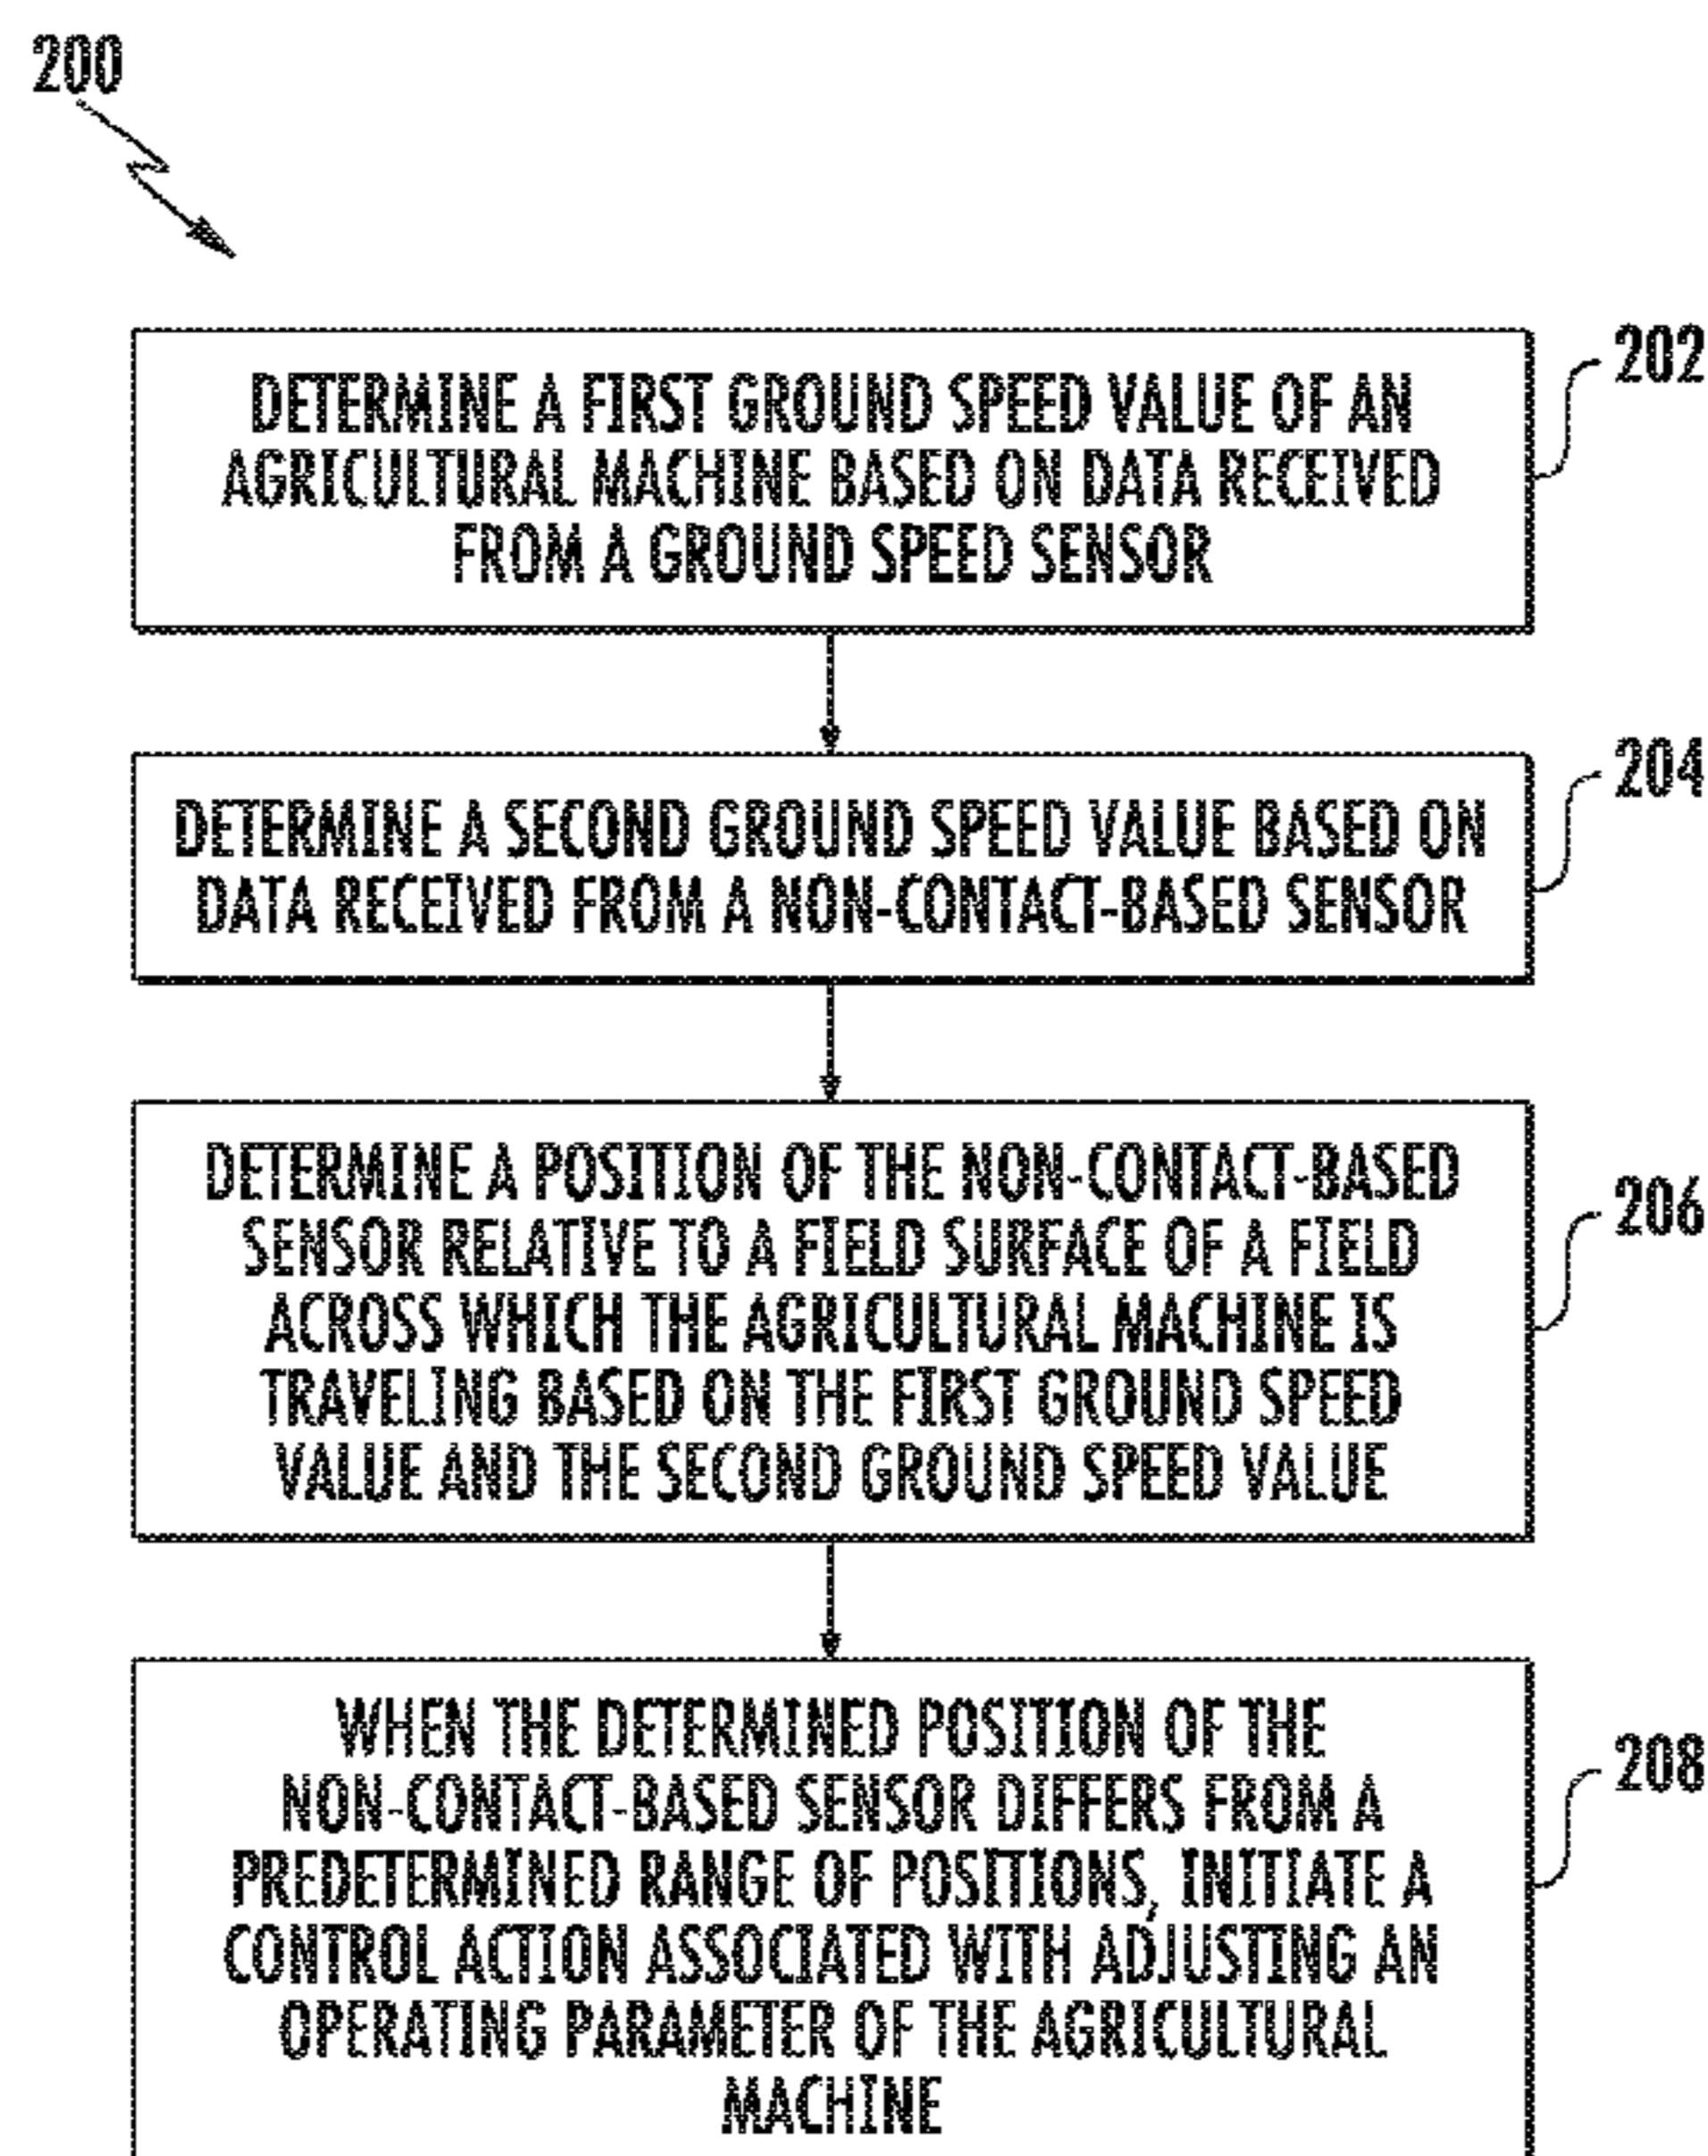 200
202
DETERMINE A FIRST GROUND SPEED VALUE OF AN
AGRICULTURAL MACHINE BASED ON DATA RECEIVED
FROM A GROUND SPEED SENSOR
204
DETERMINE A SECOND GROUND SPEED VALUE BASED ON
DATA RECEIVED FROM A NON-CONTACT-BASED SENSOR
206
DETERMINE A POSITION OF THE NON-CONTACT-BASED
SENSOR RELATIVE TO A FIELD SURFACE OF A FIELD
ACROSS WHICH THE AGRICULTURAL MACHINE IS
TRAVELING BASED ON THE FIRST GROUND SPEED
VALUE AND THE SECOND GROUND SPEED VALUE
208
WHEN THE DETERMINED POSITION OF THE
NON-CONTACT-BASED SENSOR DIFFERS FROM A
PREDETERMINED RANGE OF POSITIONS, INITIATE A
CONTROL ACTION ASSOCIATED WITH ADJUSTING AN
OPERATING PARAMETER OF THE AGRICULTURAL
MACHINE